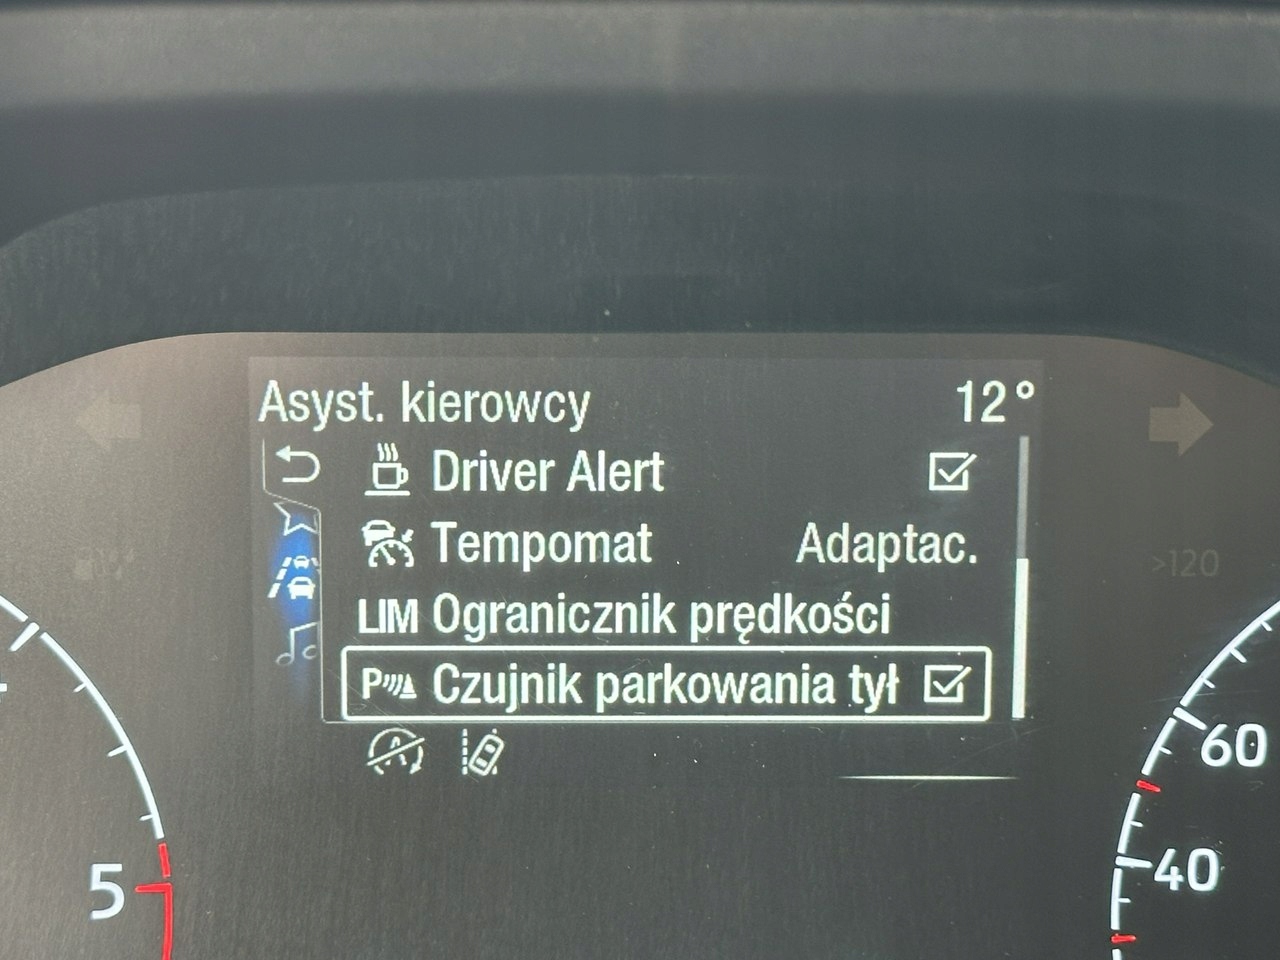 Asyst. kierowcy 12°
Driver Alert
Tempomat Adaptac.
LIM Ogranicznik prędkości
P Czujnik parkowania tył
A
>120
60
40
5